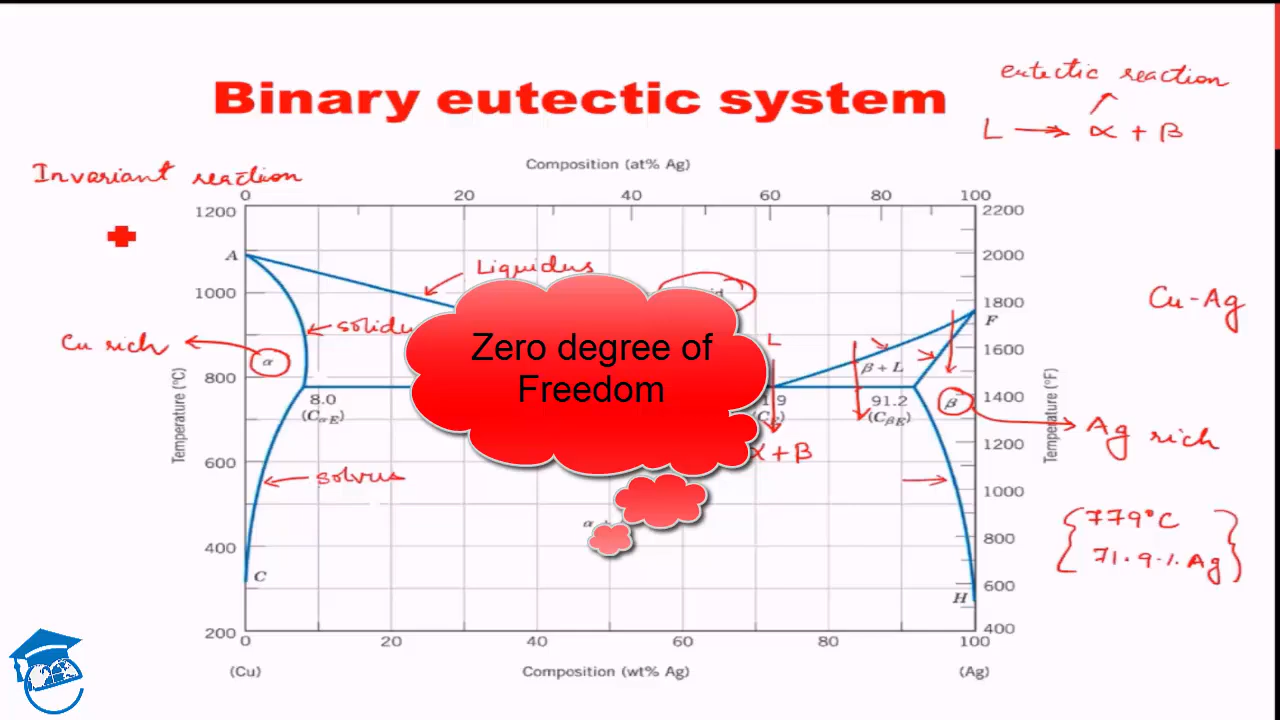 Binary eutectic system
eutectic reaction
L → α + β
Invariant reaction
Composition (at% Ag)
0 20 40 60 80 100
1200 2200
A 2000
Liquidus
1000 1800
F
Cu-Ag
solidu
Cu rich
α
L
1600
β + L
Zero degree of
Freedom
800
8.0
(CαE)
1.9
91.2
(CβE)
β
1400
Ag rich
Temperature (°C)
Temperature (°F)
1200
α + β
600
solvus
1000
779°C
71.9% Ag
α
400
800
C
H
600
200
400
0 20 40 60 80 100
(Cu) Composition (wt% Ag) (Ag)